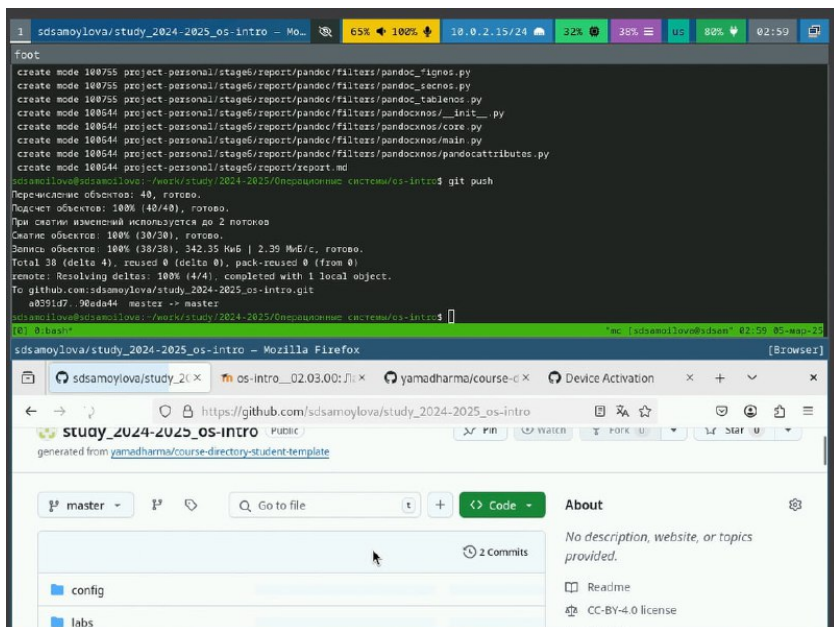 1 sdsamoylova/study_2024-2025_os-intro — Mo… 65% 100% 10.0.2.15/24 32% 38% us 80% 02:59
foot
create mode 100755 project-personal/stage6/report/pandoc/filters/pandoc_fignos.py
create mode 100755 project-personal/stage6/report/pandoc/filters/pandoc_secnos.py
create mode 100755 project-personal/stage6/report/pandoc/filters/pandoc_tablenos.py
create mode 100644 project-personal/stage6/report/pandoc/filters/pandocxnos/__init__.py
create mode 100644 project-personal/stage6/report/pandoc/filters/pandocxnos/core.py
create mode 100644 project-personal/stage6/report/pandoc/filters/pandocxnos/main.py
create mode 100644 project-personal/stage6/report/pandoc/filters/pandocxnos/pandocattributes.py
create mode 100644 project-personal/stage6/report/report.md
sdsamoilova@sdsamoilova:~/work/study/2024-2025/Операционные системы/os-intro$ git push
Перечисление объектов: 40, готово.
Подсчет объектов: 100% (40/40), готово.
При сжатии изменений используется до 2 потоков
Сжатие объектов: 100% (30/30), готово.
Запись объектов: 100% (38/38), 342.35 КиБ | 2.39 МиБ/с, готово.
Total 38 (delta 4), reused 0 (delta 0), pack-reused 0 (from 0)
remote: Resolving deltas: 100% (4/4), completed with 1 local object.
To github.com:sdsamoylova/study_2024-2025_os-intro.git
a0391d7..90ada44 master -> master
sdsamoilova@sdsamoilova:~/work/study/2024-2025/Операционные системы/os-intro$
[0] 0:bash* "mc [sdsamoilova@sdsam" 02:59 05-мар-25
sdsamoylova/study_2024-2025_os-intro — Mozilla Firefox [Browser]
sdsamoylova/study_20 os-intro__02.03.00: Л yamadharma/course-d Device Activation
https://github.com/sdsamoylova/study_2024-2025_os-intro
study_2024-2025_os-intro Public Pin Watch Fork 0 Star 0
generated from yamadharma/course-directory-student-template
master Go to file t Code About
No description, website, or topics provided.
2 Commits
config Readme
CC-BY-4.0 license
labs